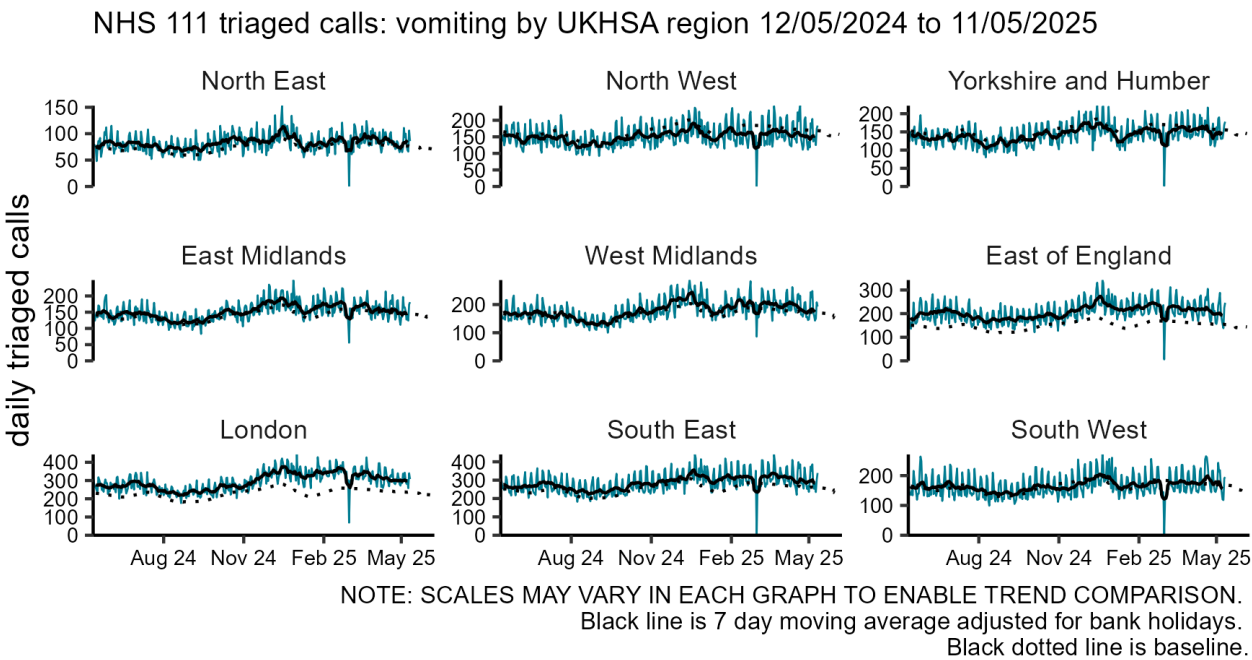 NHS 111 triaged calls: vomiting by UKHSA region 12/05/2024 to 11/05/2025
daily triaged calls
North East
150
100
50
0
North West
200
150
100
50
0
Yorkshire and Humber
200
150
100
50
0
East Midlands
200
150
100
50
0
West Midlands
200
100
0
East of England
300
200
100
0
London
400
300
200
100
0
Aug 24 Nov 24 Feb 25 May 25
South East
400
300
200
100
0
Aug 24 Nov 24 Feb 25 May 25
South West
200
100
0
Aug 24 Nov 24 Feb 25 May 25
NOTE: SCALES MAY VARY IN EACH GRAPH TO ENABLE TREND COMPARISON.
Black line is 7 day moving average adjusted for bank holidays.
Black dotted line is baseline.